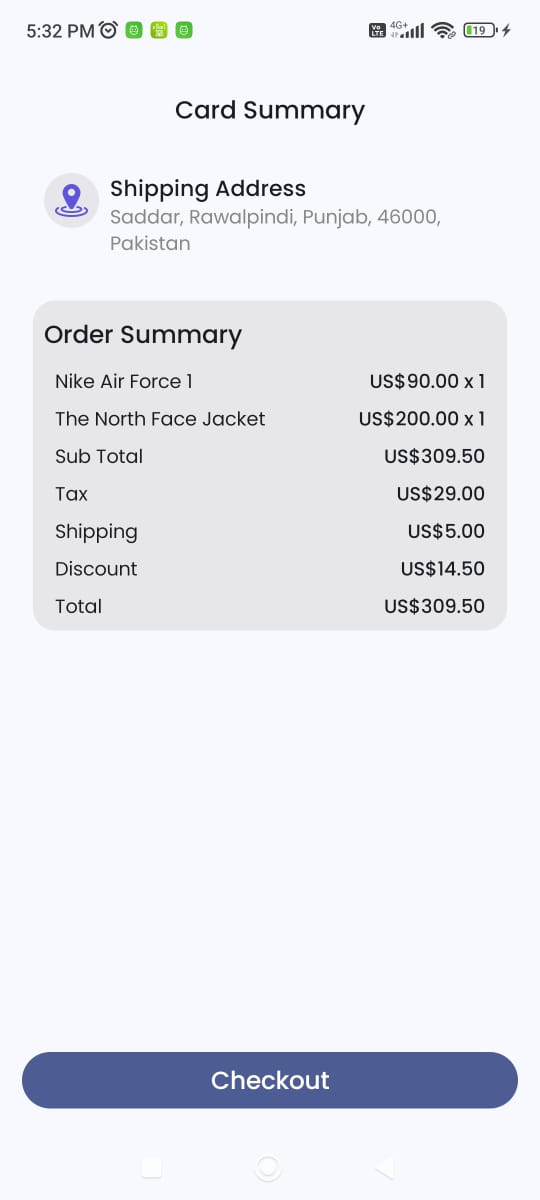 5:32 PM
Vo LTE 4G+ 19
Card Summary
Shipping Address
Saddar, Rawalpindi, Punjab, 46000,
Pakistan
Order Summary
Nike Air Force 1 US$90.00 x 1
The North Face Jacket US$200.00 x 1
Sub Total US$309.50
Tax US$29.00
Shipping US$5.00
Discount US$14.50
Total US$309.50
Checkout